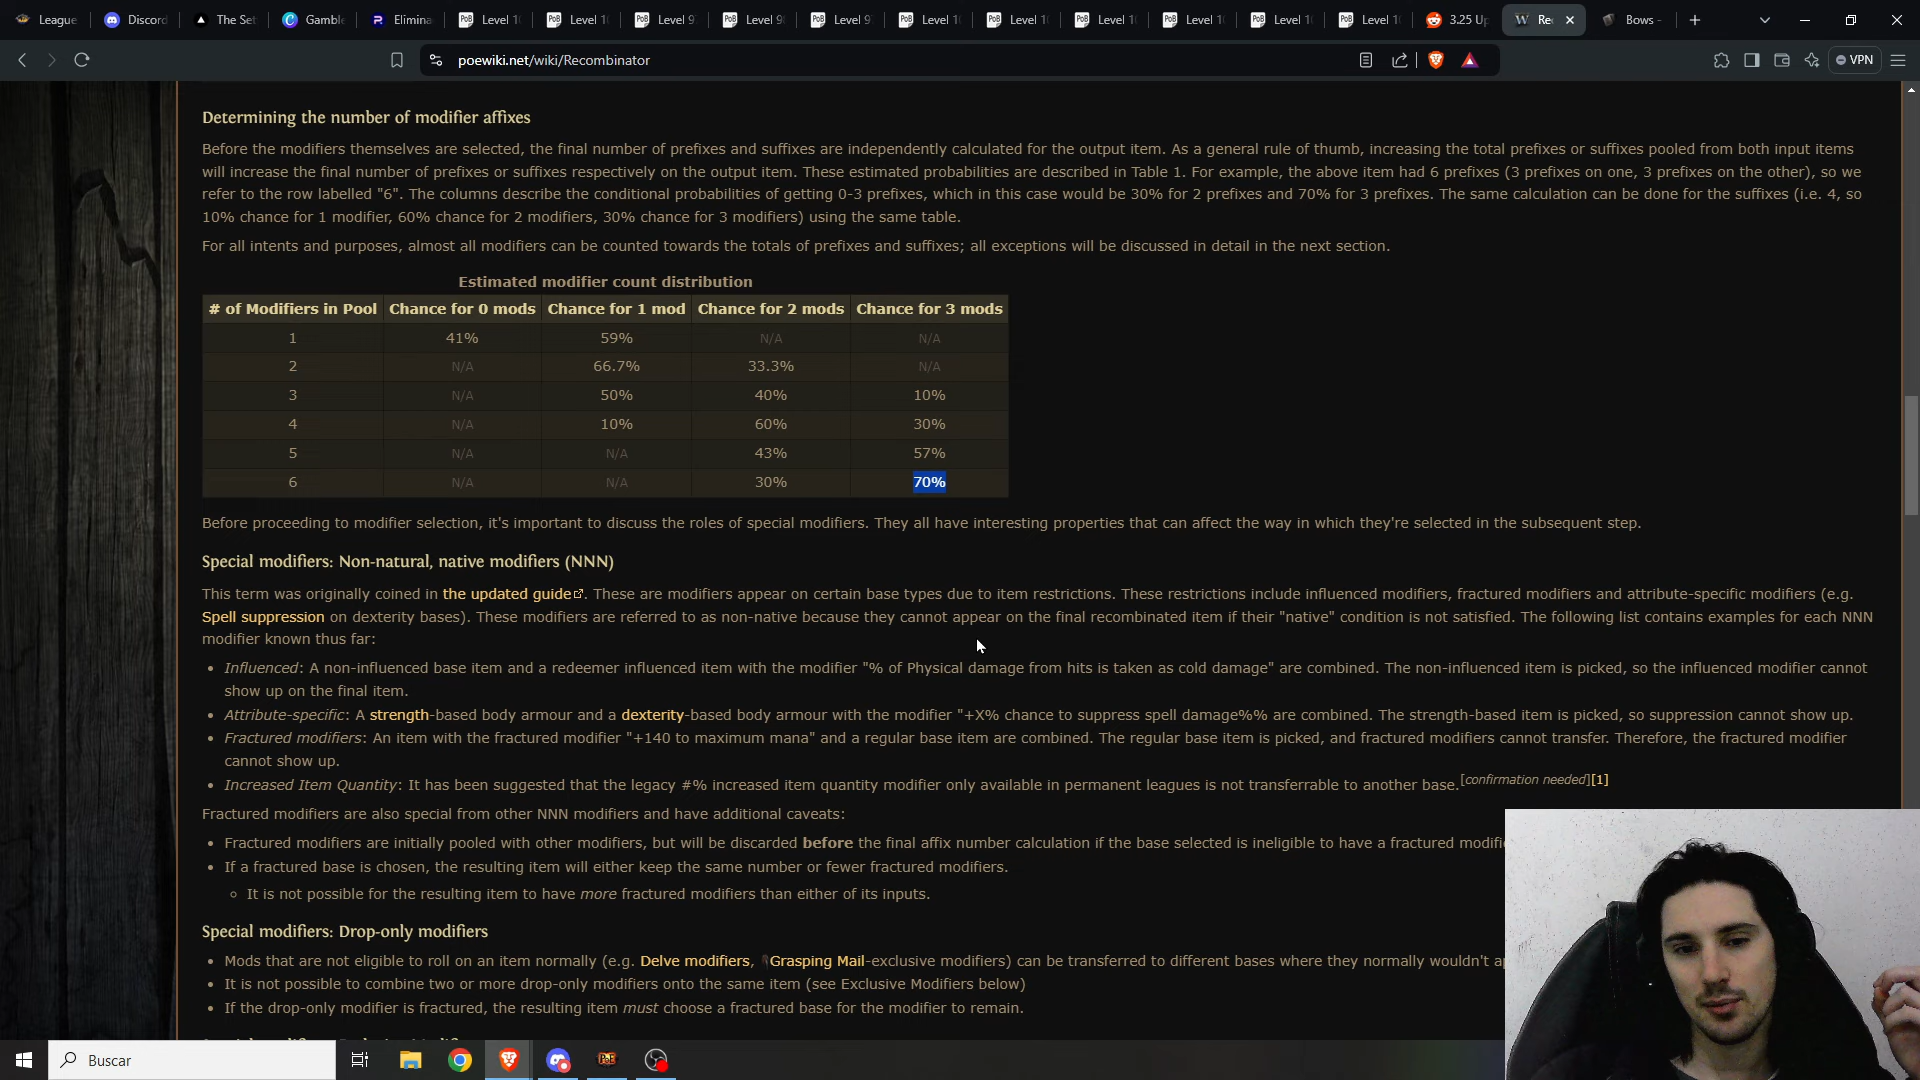 League
Discord
The Set
Gamble
Elimina
Level 10
Level 10
Level 9
Level 9
Level 9
Level 10
Level 10
Level 10
Level 10
Level 10
Level 10
3.25 Up
Re
Bows -
poewiki.net/wiki/Recombinator
VPN
Determining the number of modifier affixes
Before the modifiers themselves are selected, the final number of prefixes and suffixes are independently calculated for the output item. As a general rule of thumb, increasing the total prefixes or suffixes pooled from both input items
will increase the final number of prefixes or suffixes respectively on the output item. These estimated probabilities are described in Table 1. For example, the above item had 6 prefixes (3 prefixes on one, 3 prefixes on the other), so we
refer to the row labelled "6". The columns describe the conditional probabilities of getting 0-3 prefixes, which in this case would be 30% for 2 prefixes and 70% for 3 prefixes. The same calculation can be done for the suffixes (i.e. 4, so
10% chance for 1 modifier, 60% chance for 2 modifiers, 30% chance for 3 modifiers) using the same table.
For all intents and purposes, almost all modifiers can be counted towards the totals of prefixes and suffixes; all exceptions will be discussed in detail in the next section.
Estimated modifier count distribution
# of Modifiers in Pool Chance for 0 mods Chance for 1 mod Chance for 2 mods Chance for 3 mods
1 41% 59% N/A N/A
2 N/A 66.7% 33.3% N/A
3 N/A 50% 40% 10%
4 N/A 10% 60% 30%
5 N/A N/A 43% 57%
6 N/A N/A 30% 70%
Before proceeding to modifier selection, it's important to discuss the roles of special modifiers. They all have interesting properties that can affect the way in which they're selected in the subsequent step.
Special modifiers: Non-natural, native modifiers (NNN)
This term was originally coined in the updated guide. These are modifiers appear on certain base types due to item restrictions. These restrictions include influenced modifiers, fractured modifiers and attribute-specific modifiers (e.g.
Spell suppression on dexterity bases). These modifiers are referred to as non-native because they cannot appear on the final recombinated item if their "native" condition is not satisfied. The following list contains examples for each NNN
modifier known thus far:
• Influenced: A non-influenced base item and a redeemer influenced item with the modifier "% of Physical damage from hits is taken as cold damage" are combined. The non-influenced item is picked, so the influenced modifier cannot
show up on the final item.
• Attribute-specific: A strength-based body armour and a dexterity-based body armour with the modifier "+X% chance to suppress spell damage%% are combined. The strength-based item is picked, so suppression cannot show up.
• Fractured modifiers: An item with the fractured modifier "+140 to maximum mana" and a regular base item are combined. The regular base item is picked, and fractured modifiers cannot transfer. Therefore, the fractured modifier
cannot show up.
• Increased Item Quantity: It has been suggested that the legacy #% increased item quantity modifier only available in permanent leagues is not transferrable to another base.[confirmation needed][1]
Fractured modifiers are also special from other NNN modifiers and have additional caveats:
• Fractured modifiers are initially pooled with other modifiers, but will be discarded before the final affix number calculation if the base selected is ineligible to have a fractured modifi
• If a fractured base is chosen, the resulting item will either keep the same number or fewer fractured modifiers.
◦ It is not possible for the resulting item to have more fractured modifiers than either of its inputs.
Special modifiers: Drop-only modifiers
• Mods that are not eligible to roll on an item normally (e.g. Delve modifiers, Grasping Mail-exclusive modifiers) can be transferred to different bases where they normally wouldn't ap
• It is not possible to combine two or more drop-only modifiers onto the same item (see Exclusive Modifiers below)
• If the drop-only modifier is fractured, the resulting item must choose a fractured base for the modifier to remain.
Buscar